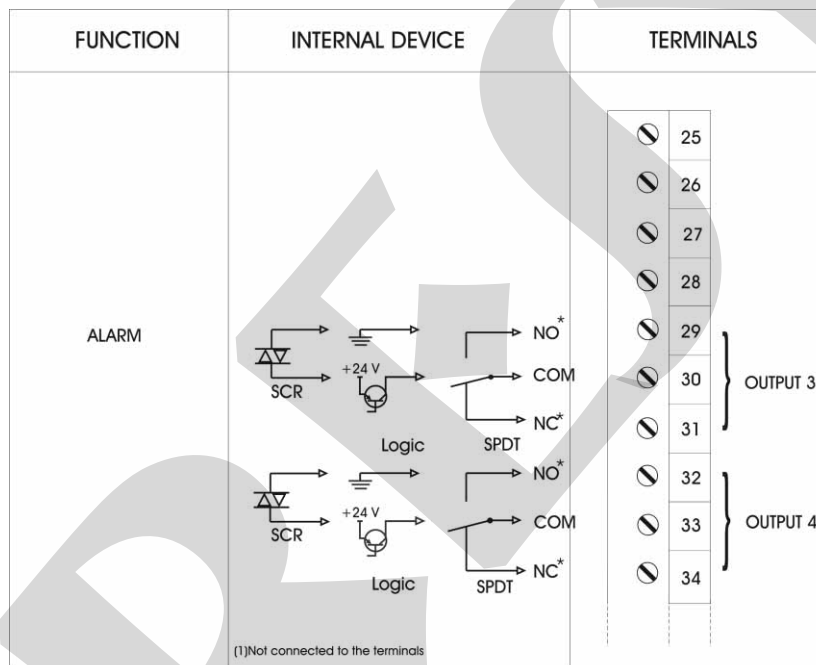 FUNCTION INTERNAL DEVICE TERMINALS
25
26
27
28
ALARM NO* 29
+24 V COM 30 OUTPUT 3
SCR
NC* 31
Logic SPDT
NO* 32
+24 V COM 33 OUTPUT 4
SCR
NC* 34
Logic SPDT
(1)Not connected to the terminals